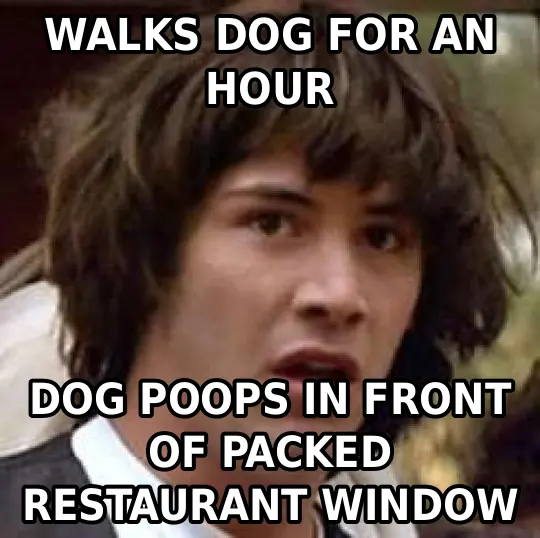 WALKS DOG FOR AN
HOUR
DOG POOPS IN FRONT
OF PACKED
RESTAURANT WINDOW